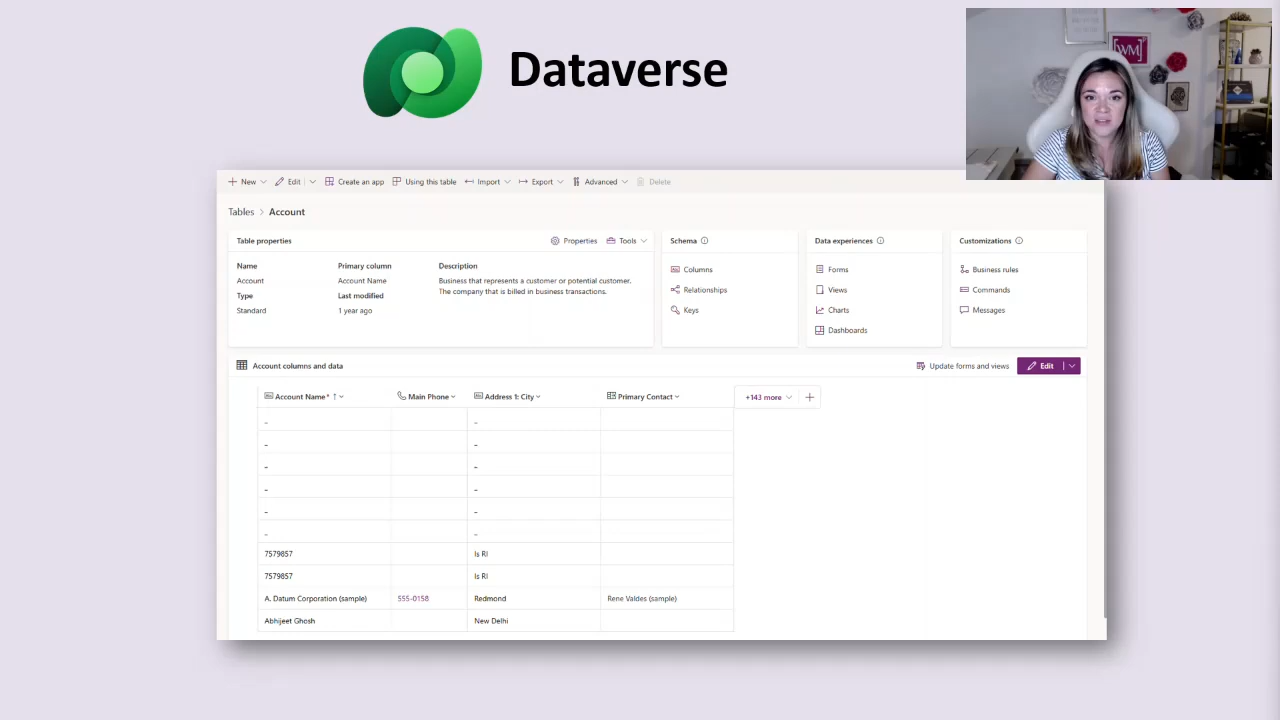 Dataverse
WM
New Edit Create an app Using this table Import Export Advanced Delete
Tables > Account
Table properties Properties Tools
Name Primary column Description
Account Account Name Business that represents a customer or potential customer.
The company that is billed in business transactions.
Type Last modified
Standard 1 year ago
Schema
Columns
Relationships
Keys
Data experiences
Forms
Views
Charts
Dashboards
Customizations
Business rules
Commands
Messages
Account columns and data Update forms and views Edit
Account Name* ↑ Main Phone Address 1: City Primary Contact +143 more +
- -
- -
- -
- -
- -
- -
7579857 Is RI
7579857 Is RI
A. Datum Corporation (sample) 555-0158 Redmond Rene Valdes (sample)
Abhijeet Ghosh New Delhi